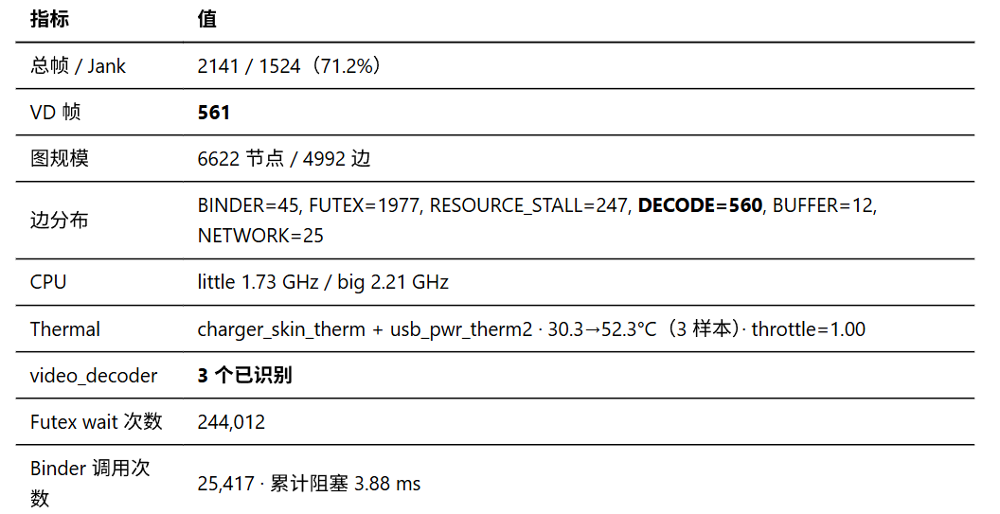 指标 值
总帧 / Jank 2141 / 1524（71.2%）
VD 帧 561
图规模 6622 节点 / 4992 边
边分布 BINDER=45, FUTEX=1977, RESOURCE_STALL=247, DECODE=560, BUFFER=12,
NETWORK=25
CPU little 1.73 GHz / big 2.21 GHz
Thermal charger_skin_therm + usb_pwr_therm2 · 30.3→52.3°C（3 样本）· throttle=1.00
video_decoder 3 个已识别
Futex wait 次数 244,012
Binder 调用次
数 25,417 · 累计阻塞 3.88 ms